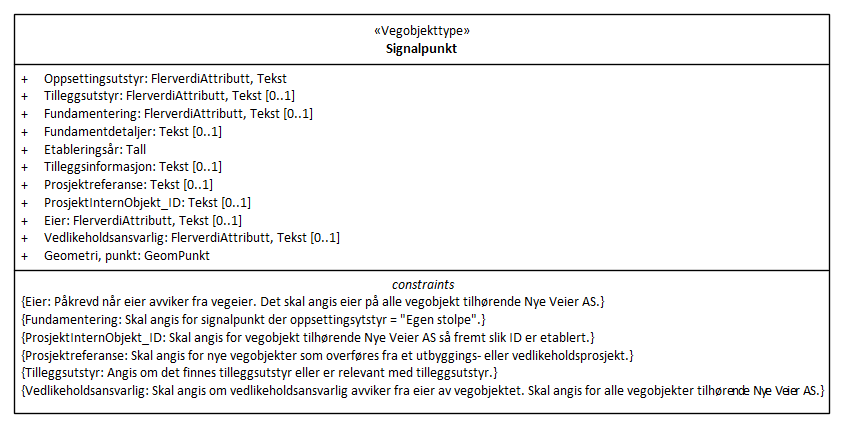 «Vegobjekttype»
Signalpunkt
+ Oppsettingsutstyr: FlerverdiAttributt, Tekst
+ Tilleggsutstyr: FlerverdiAttributt, Tekst [0..1]
+ Fundamentering: FlerverdiAttributt, Tekst [0..1]
+ Fundamentdetaljer: Tekst [0..1]
+ Etableringsår: Tall
+ Tilleggsinformasjon: Tekst [0..1]
+ Prosjektreferanse: Tekst [0..1]
+ ProsjektInternObjekt_ID: Tekst [0..1]
+ Eier: FlerverdiAttributt, Tekst [0..1]
+ Vedlikeholdsansvarlig: FlerverdiAttributt, Tekst [0..1]
+ Geometri, punkt: GeomPunkt
constraints
{Eier: Påkrevd når eier avviker fra vegeier. Det skal angis eier på alle vegobjekt tilhørende Nye Veier AS.}
{Fundamentering: Skal angis for signalpunkt der oppsettingsytstyr = "Egen stolpe".}
{ProsjektInternObjekt_ID: Skal angis for vegobjekt tilhørende Nye Veier AS så fremt slik ID er etablert.}
{Prosjektreferanse: Skal angis for nye vegobjekter som overføres fra et utbyggings- eller vedlikeholdsprosjekt.}
{Tilleggsutstyr: Angis om det finnes tilleggsutstyr eller er relevant med tilleggsutstyr.}
{Vedlikeholdsansvarlig: Skal angis om vedlikeholdsansvarlig avviker fra eier av vegobjektet. Skal angis for alle vegobjekter tilhørende Nye Veier AS.}